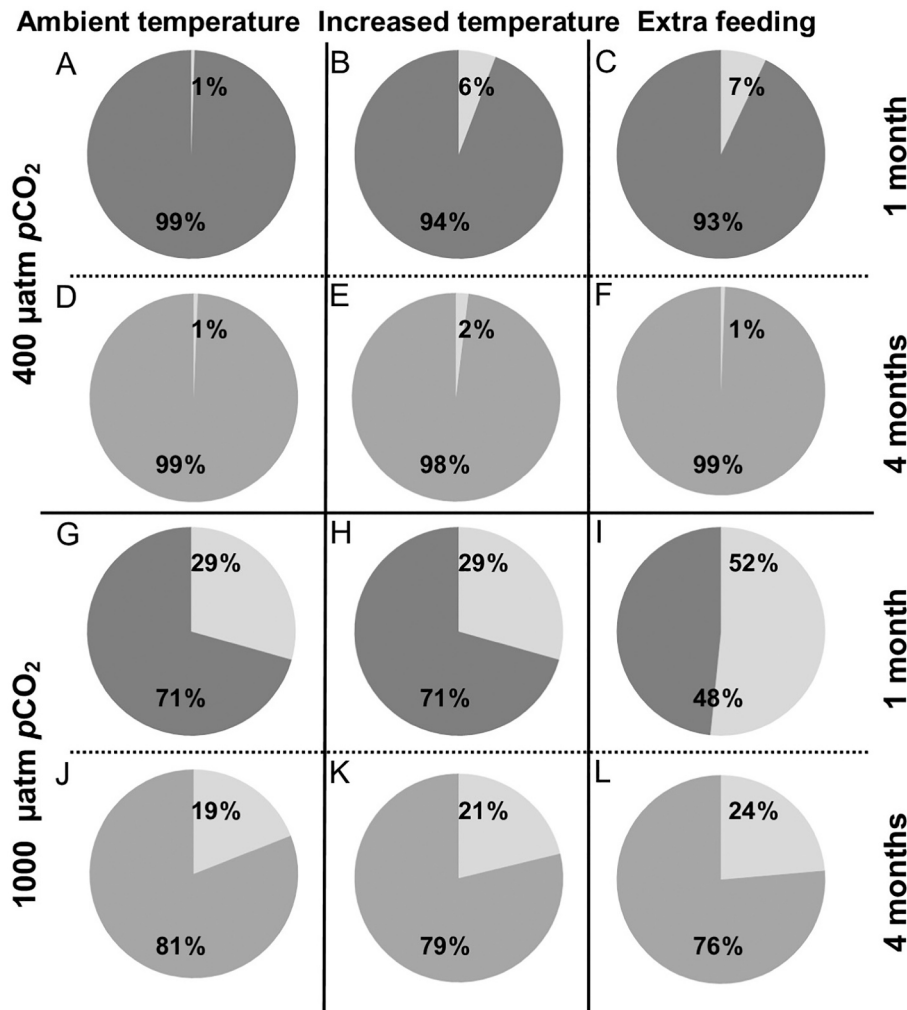 Ambient temperature Increased temperature Extra feeding
A B C
1% 6% 7%
99% 94% 93%
1 month
D E F
1% 2% 1%
99% 98% 99%
4 months
400 µatm pCO₂
G H I
29% 29% 52%
71% 71% 48%
1 month
J K L
19% 21% 24%
81% 79% 76%
4 months
1000 µatm pCO₂